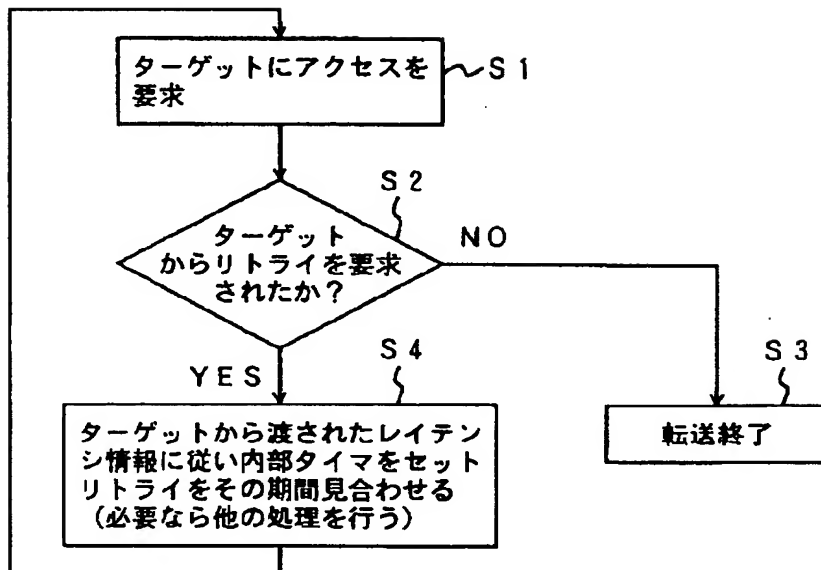 ターゲットにアクセスを
要求
S1
S2
ターゲット
からリトライを要求
されたか？
NO
YES
S4
S3
ターゲットから渡されたレイテン
シ情報に従い内部タイマをセット
リトライをその期間見合わせる
（必要なら他の処理を行う）
転送終了